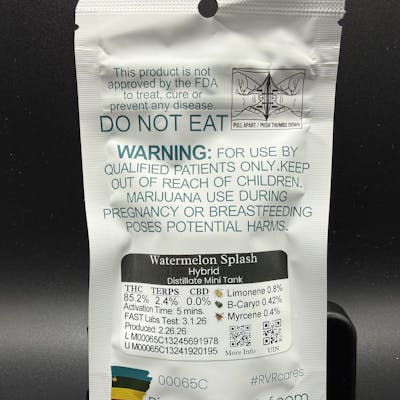 This product is not
approved by the FDA
to treat, cure or
prevent any disease.
DO NOT EAT
PULL APART / PUSH THUMBS DOWN
WARNING: FOR USE BY
QUALIFIED PATIENTS ONLY. KEEP
OUT OF REACH OF CHILDREN.
MARIJUANA USE DURING
PREGNANCY OR BREASTFEEDING
POSES POTENTIAL HARMS.
Watermelon Splash
Hybrid
Distillate Mini Tank
THC TERPS CBD
85.2% 2.4% 0.0%
Activation Time: 5 mins.
FAST Labs Test: 3.1.26
Produced: 2.26.26
L M00065C13245691978
U M00065C13241920195
Limonene 0.8%
B-Caryo 0.42%
Myrcene 0.4%
More Info
UIN
00065C
#RVRcares